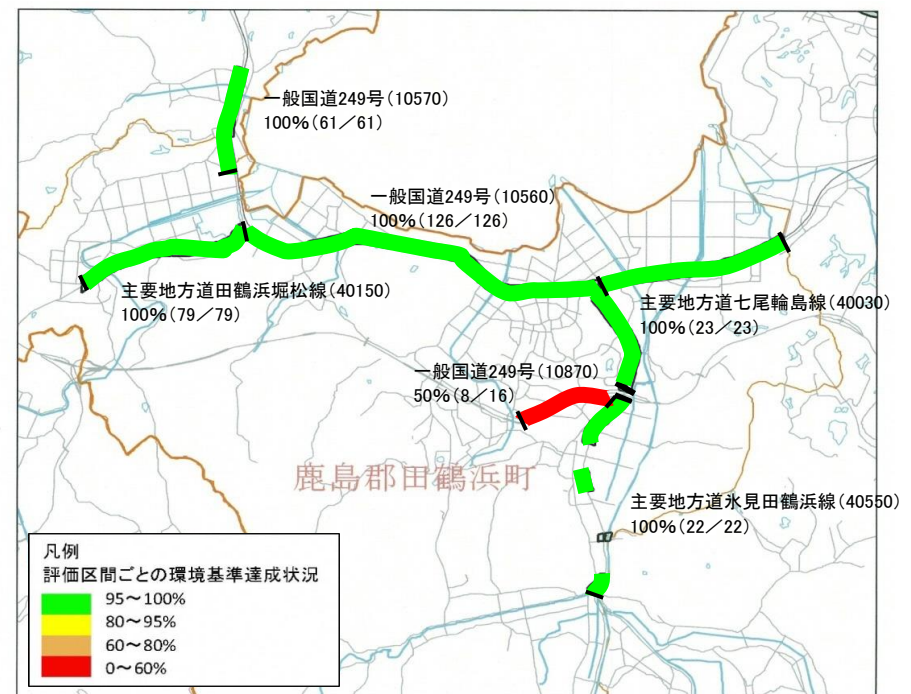 一般国道249号(10570)
100%(61／61)
一般国道249号(10560)
100%(126／126)
主要地方道田鶴浜堀松線(40150)
100%(79／79)
主要地方道七尾輪島線(40030)
100%(23／23)
一般国道249号(10870)
50%(8／16)
鹿島郡田鶴浜町
主要地方道氷見田鶴浜線(40550)
100%(22／22)
凡例
評価区間ごとの環境基準達成状況
95～100%
80～95%
60～80%
0～60%